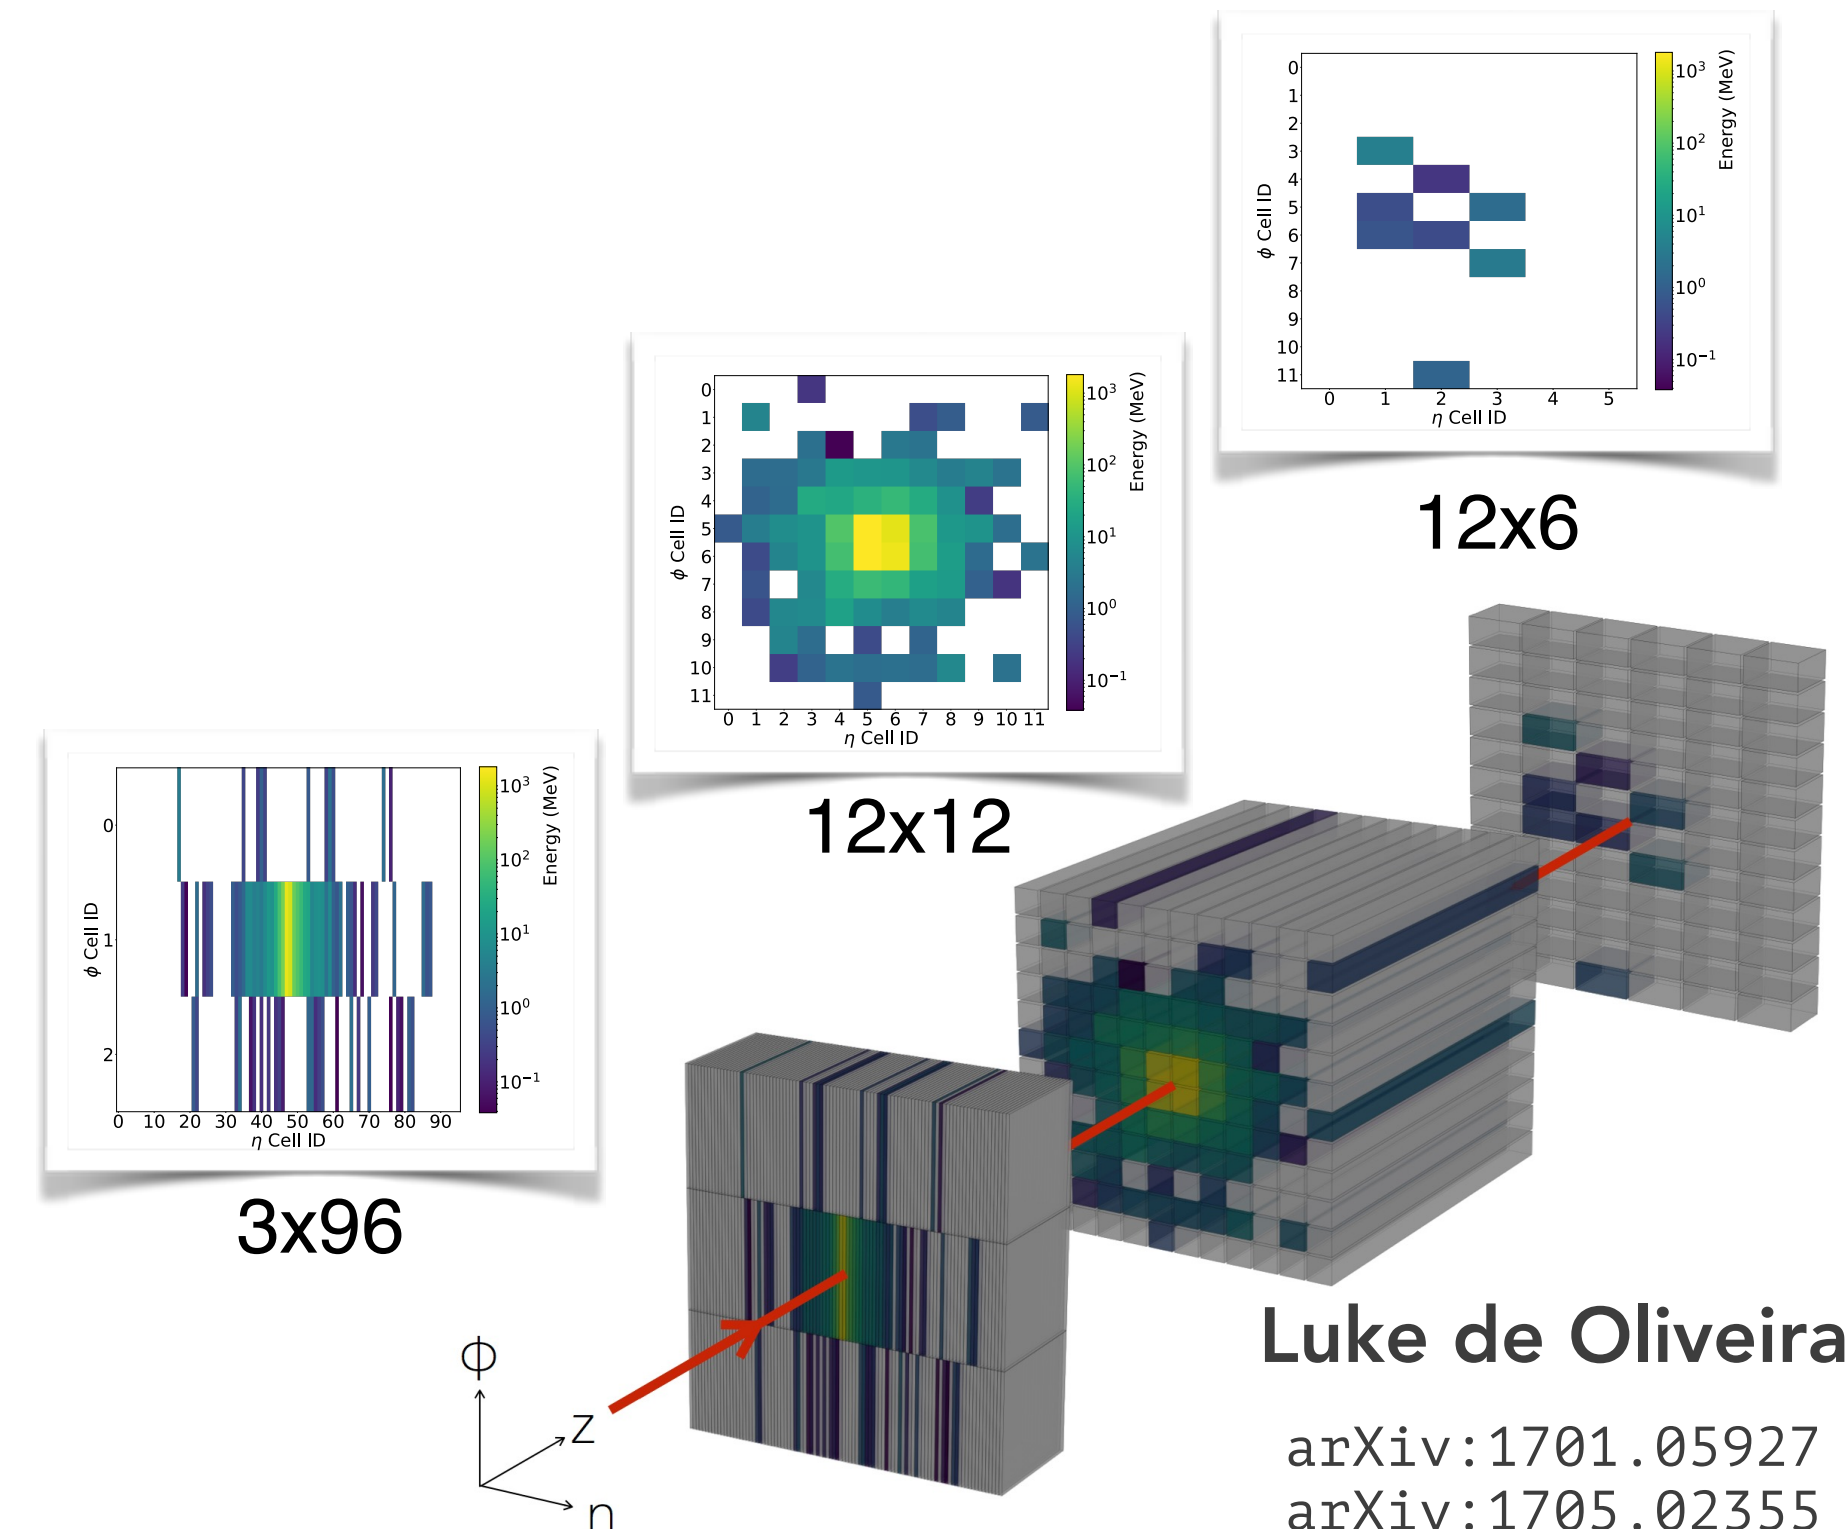 0
1
2
3
4
5
6
7
8
9
10
11
ϕ Cell ID
0 1 2 3 4 5
η Cell ID
10³
10²
10¹
10⁰
10⁻¹
Energy (MeV)
12x6
0
1
2
3
4
5
6
7
8
9
10
11
ϕ Cell ID
0 1 2 3 4 5 6 7 8 9 10 11
η Cell ID
10³
10²
10¹
10⁰
10⁻¹
Energy (MeV)
12x12
0
1
2
ϕ Cell ID
0 10 20 30 40 50 60 70 80 90
η Cell ID
10³
10²
10¹
10⁰
10⁻¹
Energy (MeV)
3x96
ϕ
z
η
Luke de Oliveira
arXiv:1701.05927
arXiv:1705.02355